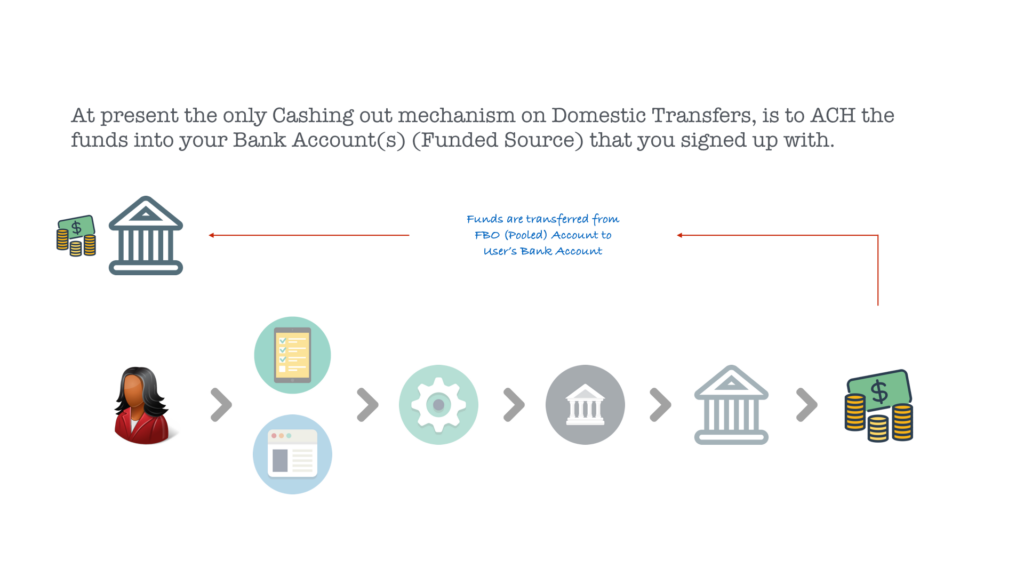 At present the only Cashing out mechanism on Domestic Transfers, is to ACH the
funds into your Bank Account(s) (Funded Source) that you signed up with.
Funds are transferred from
FBO (Pooled) Account to
User's Bank Account